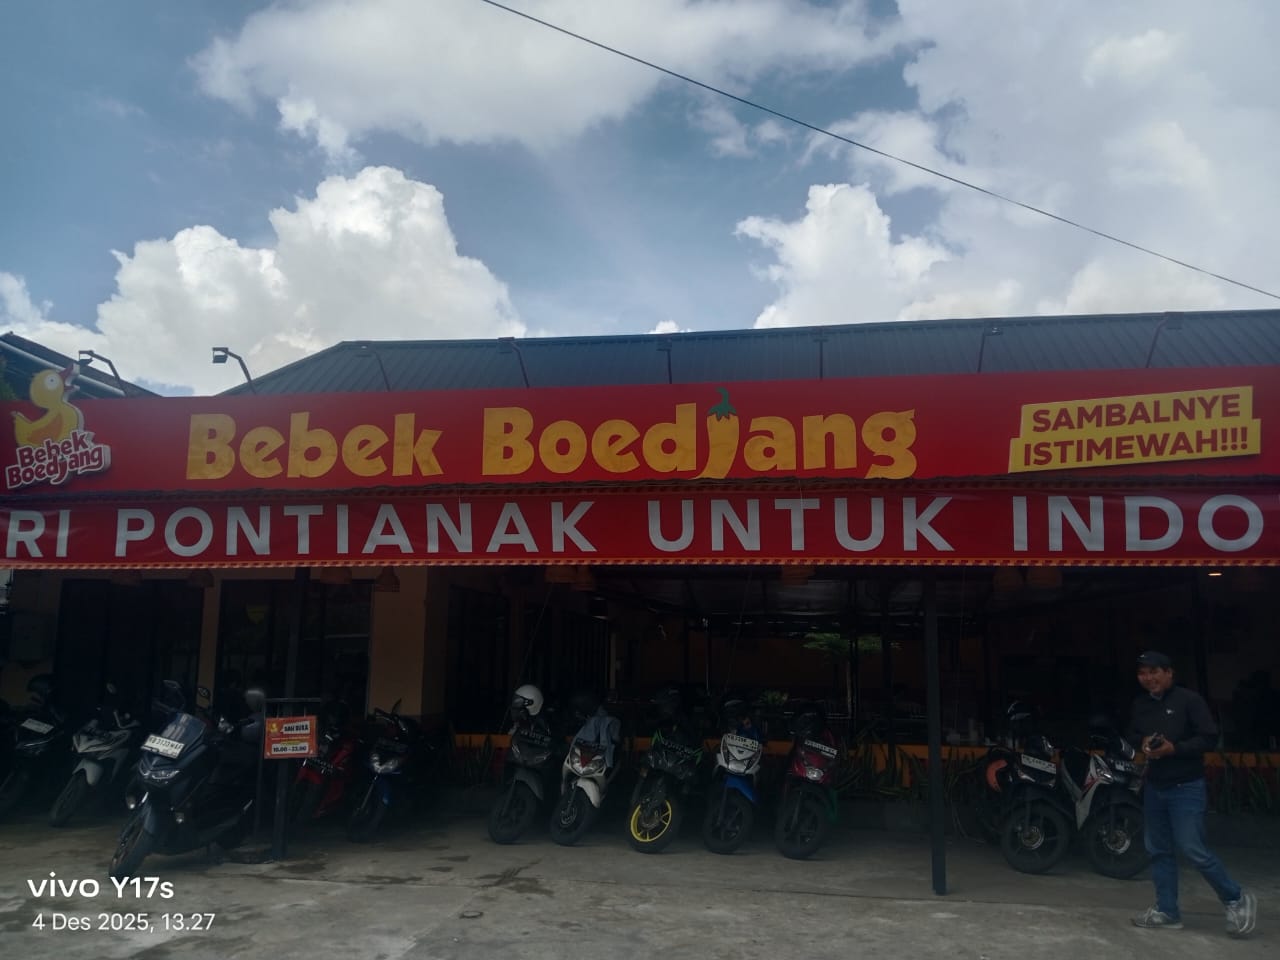 Bebek Boedjang
Bebek Boedjang
SAMBALNYE ISTIMEWAH!!!
RI PONTIANAK UNTUK INDO
BUKA
10.00 - 22.00
vivo Y17s
4 Des 2025, 13.27